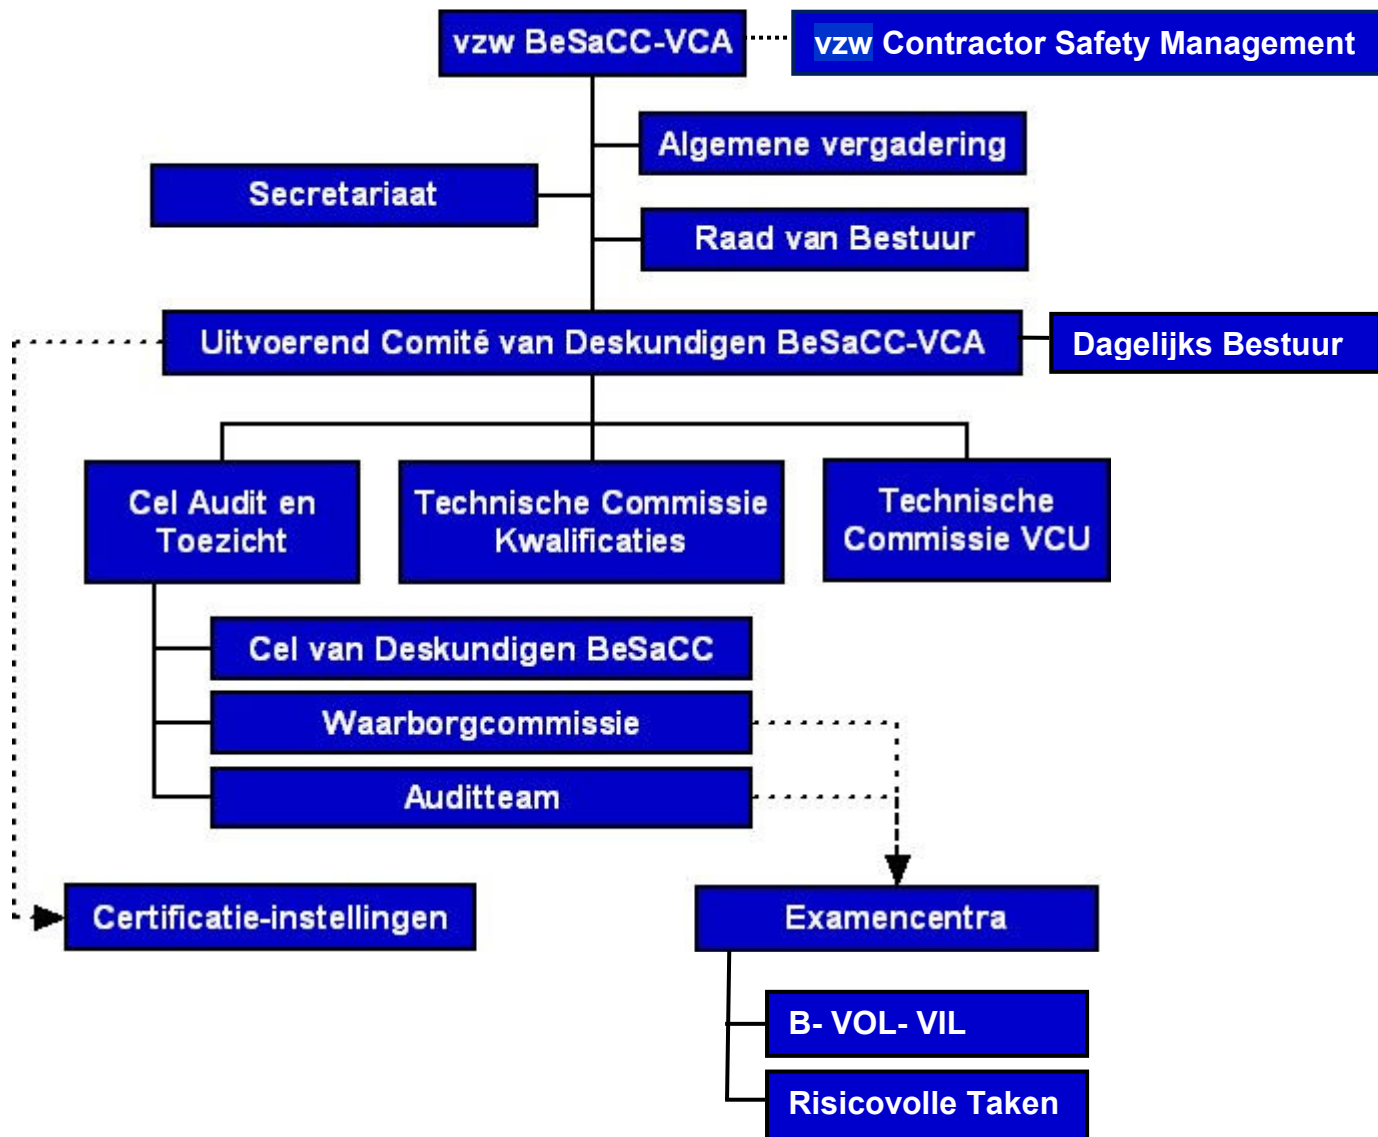 vzw BeSaCC-VCA
vzw Contractor Safety Management
Algemene vergadering
Secretariaat
Raad van Bestuur
Uitvoerend Comité van Deskundigen BeSaCC-VCA
Dagelijks Bestuur
Cel Audit en
Toezicht
Technische Commissie
Kwalificaties
Technische
Commissie VCU
Cel van Deskundigen BeSaCC
Waarborgcommissie
Auditteam
Certificatie-instellingen
Examencentra
B- VOL- VIL
Risicovolle Taken